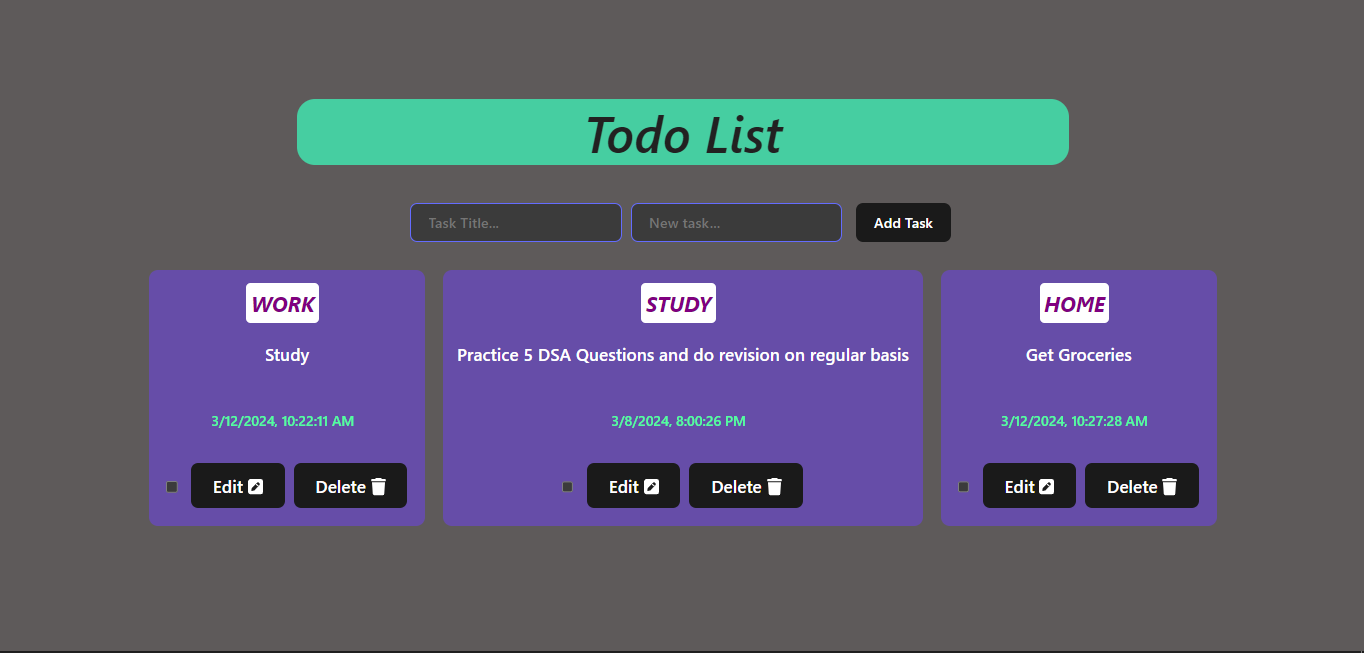 Todo List
Task Title...
New task...
Add Task
WORK
Study
3/12/2024, 10:22:11 AM
Edit
Delete
STUDY
Practice 5 DSA Questions and do revision on regular basis
3/8/2024, 8:00:26 PM
Edit
Delete
HOME
Get Groceries
3/12/2024, 10:27:28 AM
Edit
Delete